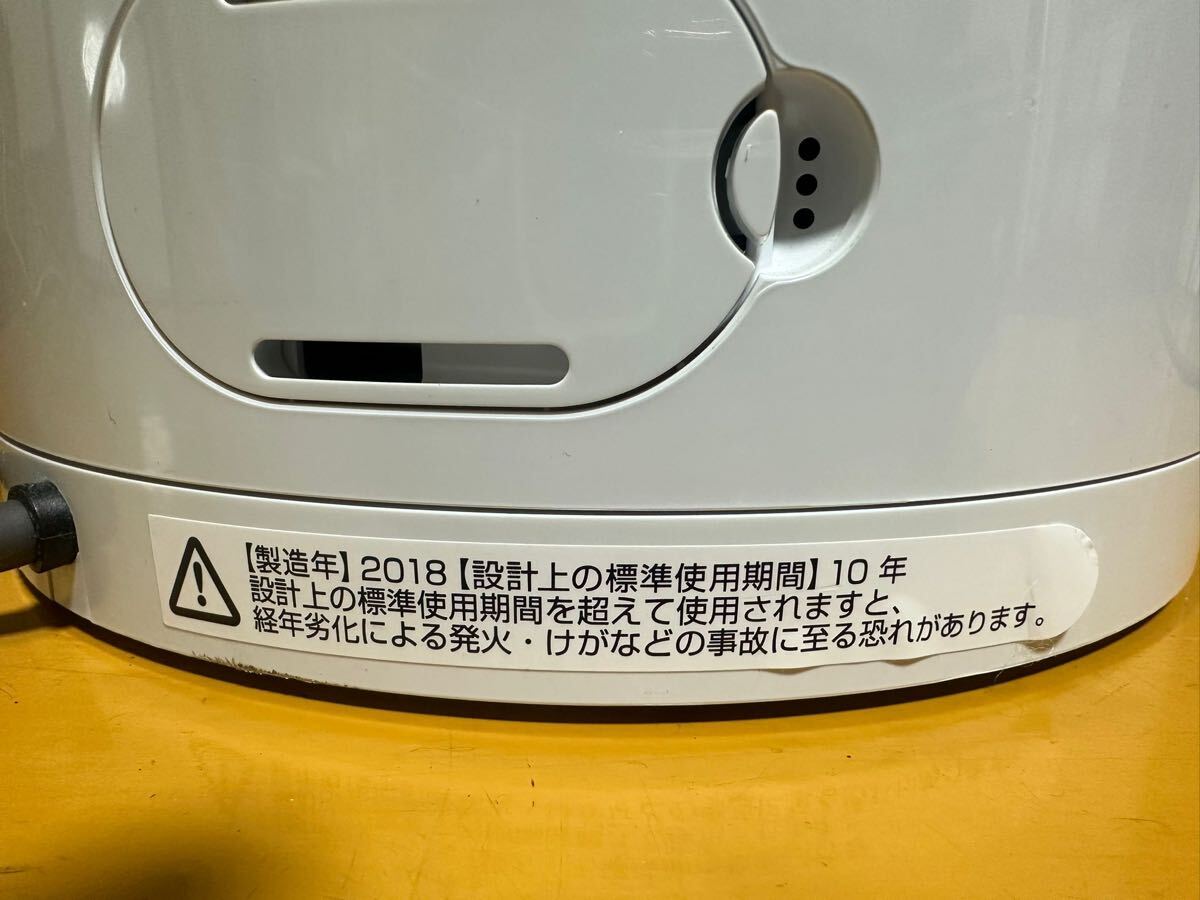 【製造年】2018【設計上の標準使用期間】10 年
設計上の標準使用期間を超えて使用されますと、
経年劣化による発火・けがなどの事故に至る恐れがあります。